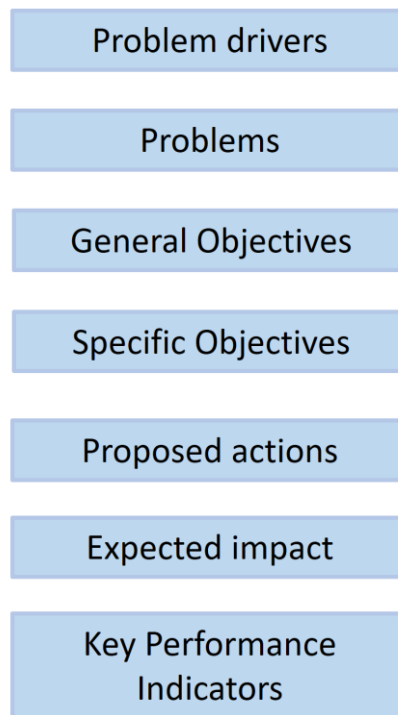 Problem drivers
Problems
General Objectives
Specific Objectives
Proposed actions
Expected impact
Key Performance
Indicators